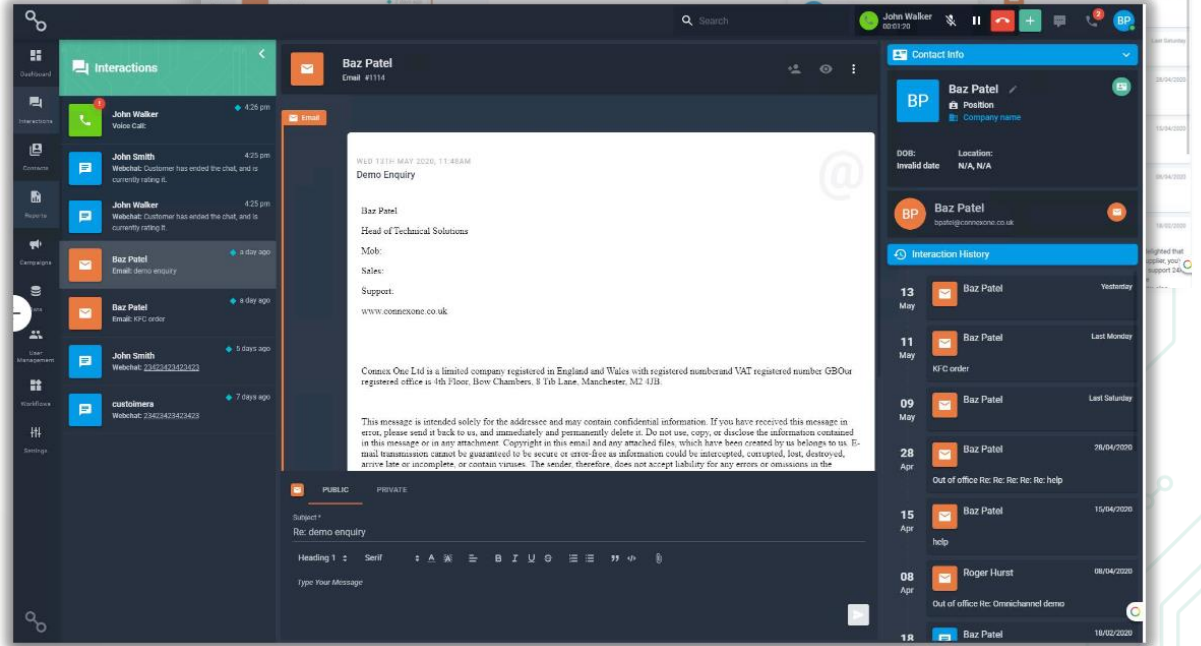 Search
John Walker
00:01:20
2
BP
Dashboard
Interactions
Contacts
Reports
Campaigns
User
Management
Workflows
Settings
Interactions
John Walker
4:26 pm
Voice Call:
John Smith
4:25 pm
Webchat: Customer has ended the chat, and is
currently rating it.
John Walker
4:25 pm
Webchat: Customer has ended the chat, and is
currently rating it.
Baz Patel
a day ago
Email: demo enquiry
Baz Patel
a day ago
Email: KFC order
John Smith
5 days ago
Webchat: 23423423423423
custoimera
7 days ago
Webchat: 23423423423423
Baz Patel
Email #1114
Email
WED 13TH MAY 2020, 11:48AM
Demo Enquiry
@
Baz Patel
Head of Technical Solutions
Mob:
Sales:
Support:
www.connexone.co.uk
Connex One Ltd is a limited company registered in England and Wales with registered numberand VAT registered number GBOur
registered office is 4th Floor, Bow Chambers, 8 Tib Lane, Manchester, M2 4JB.
This message is intended solely for the addressee and may contain confidential information. If you have received this message in
error, please send it back to us, and immediately and permanently delete it. Do not use, copy, or disclose the information contained
in this message or in any attachment. Copyright in this email and any attached files, which have been created by us belongs to us. E-
mail transmission cannot be guaranteed to be secure or error-free as information could be intercepted, corrupted, lost, destroyed,
arrive late or incomplete, or contain viruses. The sender, therefore, does not accept liability for any errors or omissions in the
PUBLIC PRIVATE
Subject*
Re: demo enquiry
Heading 1 Serif A B I U S
Type Your Message
Contact Info
BP
Baz Patel
Position
Company name
DOB: Location:
Invalid date N/A, N/A
BP
Baz Patel
bpatel@connexone.co.uk
Interaction History
13 May
Baz Patel
Yesterday
11 May
Baz Patel
Last Monday
KFC order
09 May
Baz Patel
Last Saturday
28 Apr
Baz Patel
28/04/2020
Out of office Re: Re: Re: Re: Re: help
15 Apr
Baz Patel
15/04/2020
help
08 Apr
Roger Hurst
08/04/2020
Out of office Re: Omnichannel demo
18
Baz Patel
18/02/2020
Last Saturday
28/04/2020
15/04/2020
08/04/2020
18/02/2020